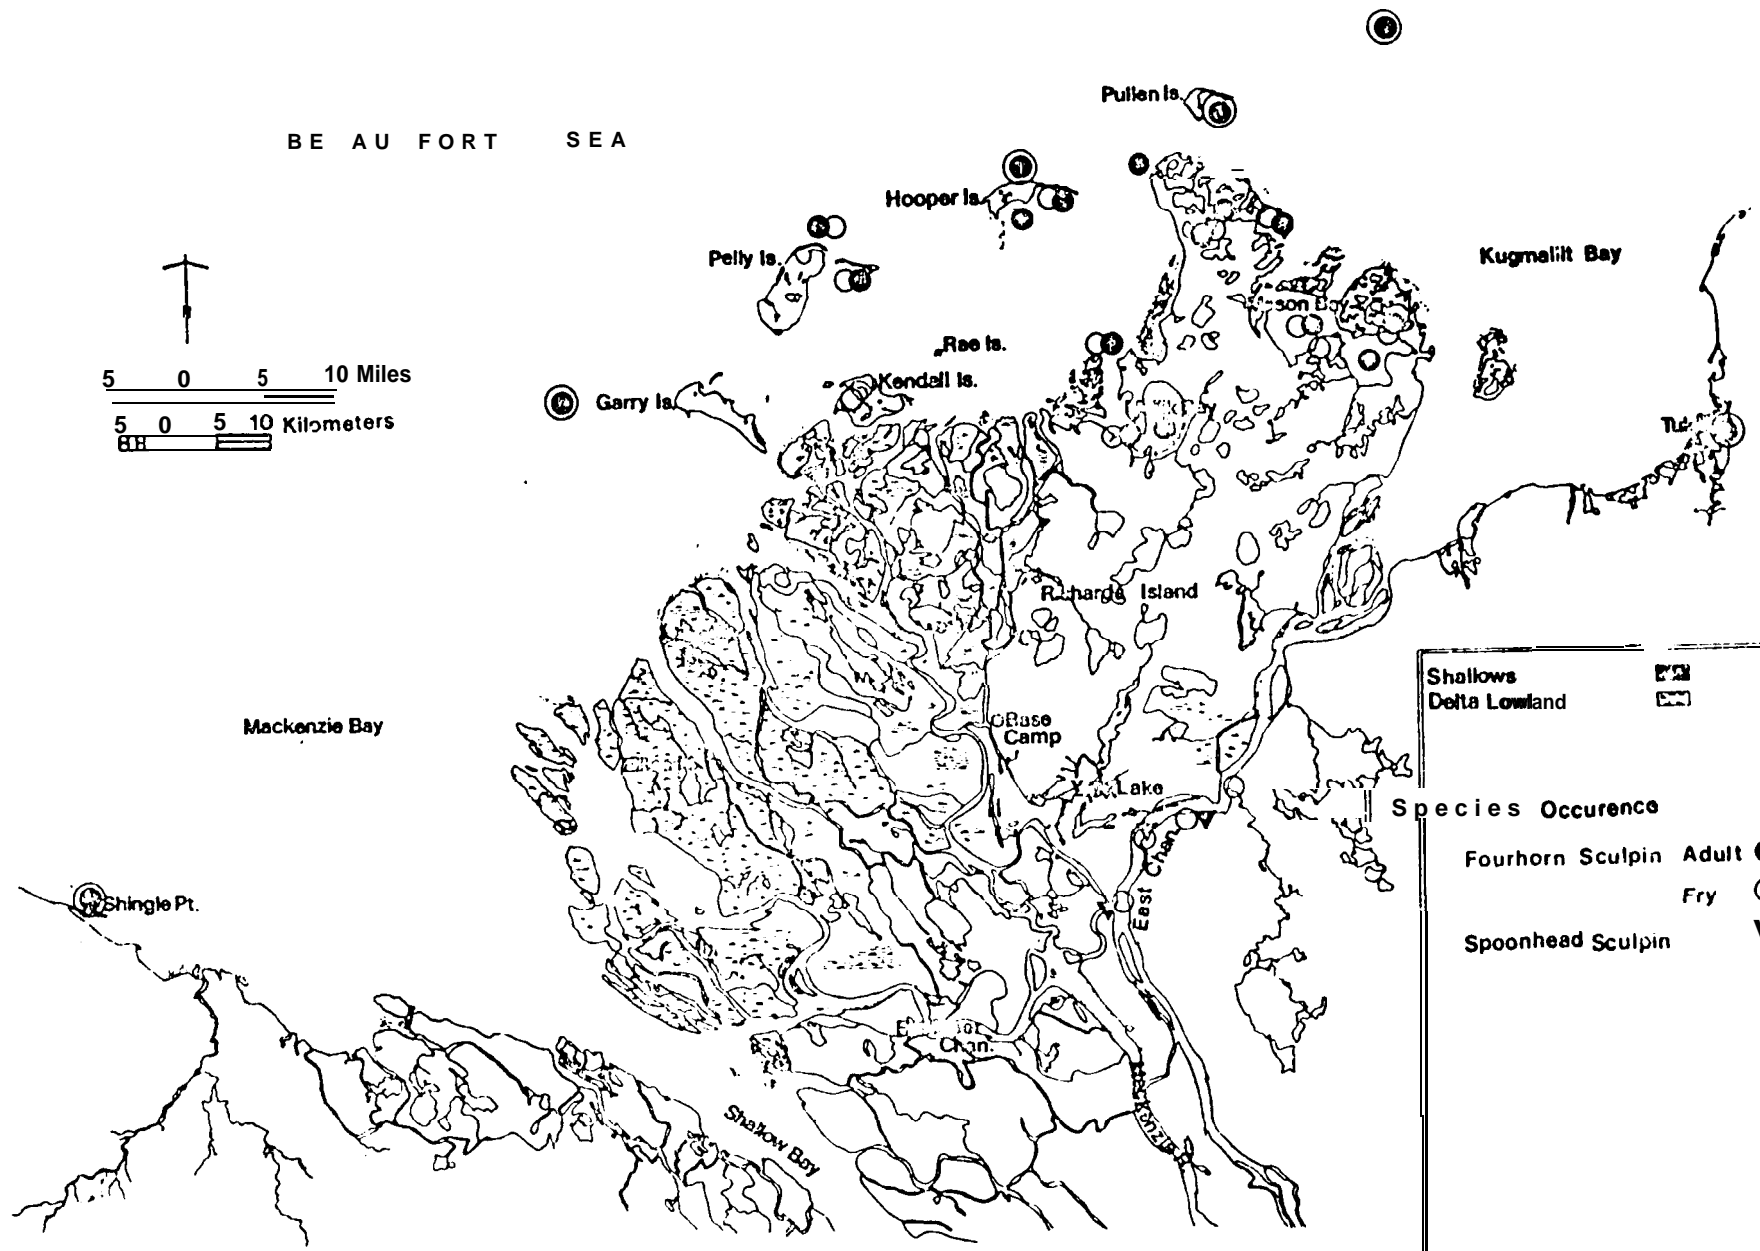 Pullen Is.
BE AU FORT SEA
Hooper Is.
Pelly Is.
Kugmallit Bay
Rae Is.
5 0 5 10 Miles
Kendall Is.
Garry Is.
5 0 5 10 Kilometers
Richards Island
Shallows
Delta Lowland
Mackenzie Bay
Base
Camp
Lake
Species Occurence
East Chan.
Fourhorn Sculpin Adult
Fry
Shingle Pt.
Spoonhead Sculpin
Chan.
Shallow Bay